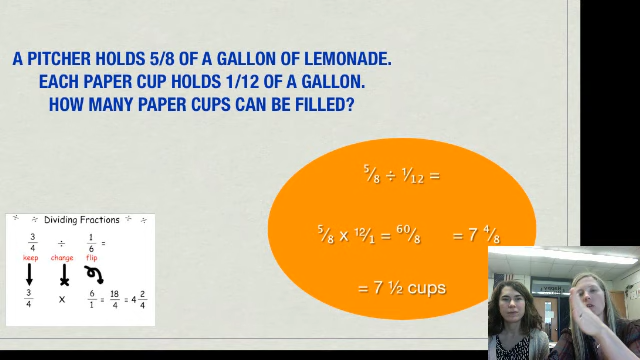 A PITCHER HOLDS 5/8 OF A GALLON OF LEMONADE.
EACH PAPER CUP HOLDS 1/12 OF A GALLON.
HOW MANY PAPER CUPS CAN BE FILLED?
5/8 ÷ 1/12 =
5/8 x 12/1 = 60/8 = 7 4/8
= 7 ½ cups
Dividing Fractions
3/4 ÷ 1/6 =
keep change flip
3/4 x 6/1 = 18/4 = 4 2/4